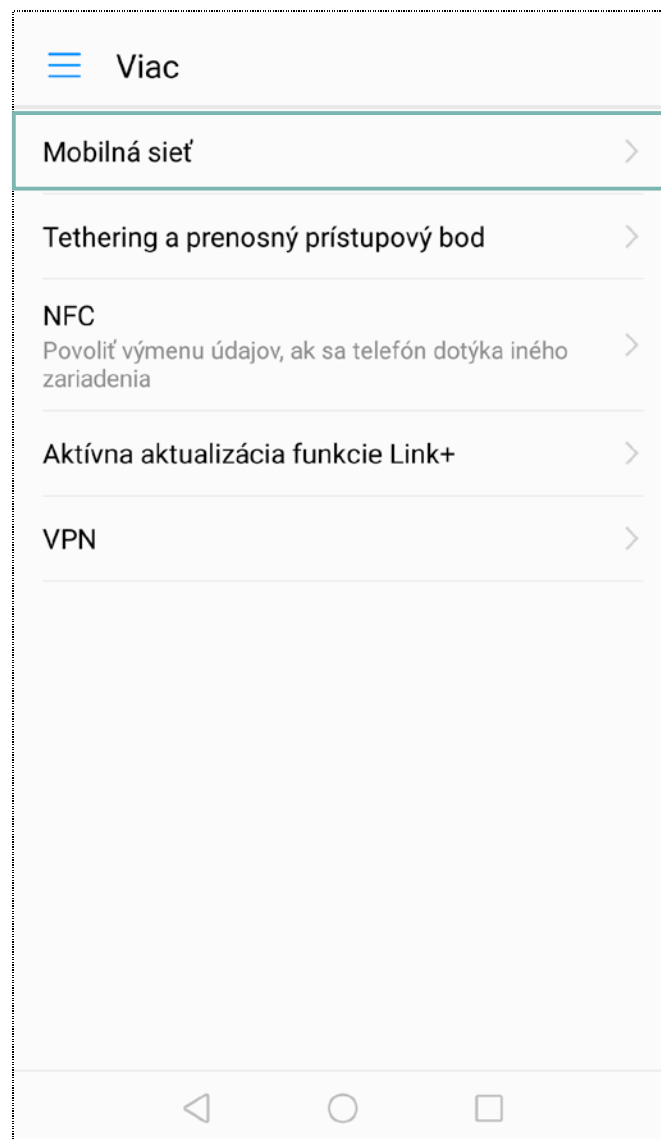 Viac
Mobilná sieť
Tethering a prenosný prístupový bod
NFC
Povoliť výmenu údajov, ak sa telefón dotýka iného
zariadenia
Aktívna aktualizácia funkcie Link+
VPN